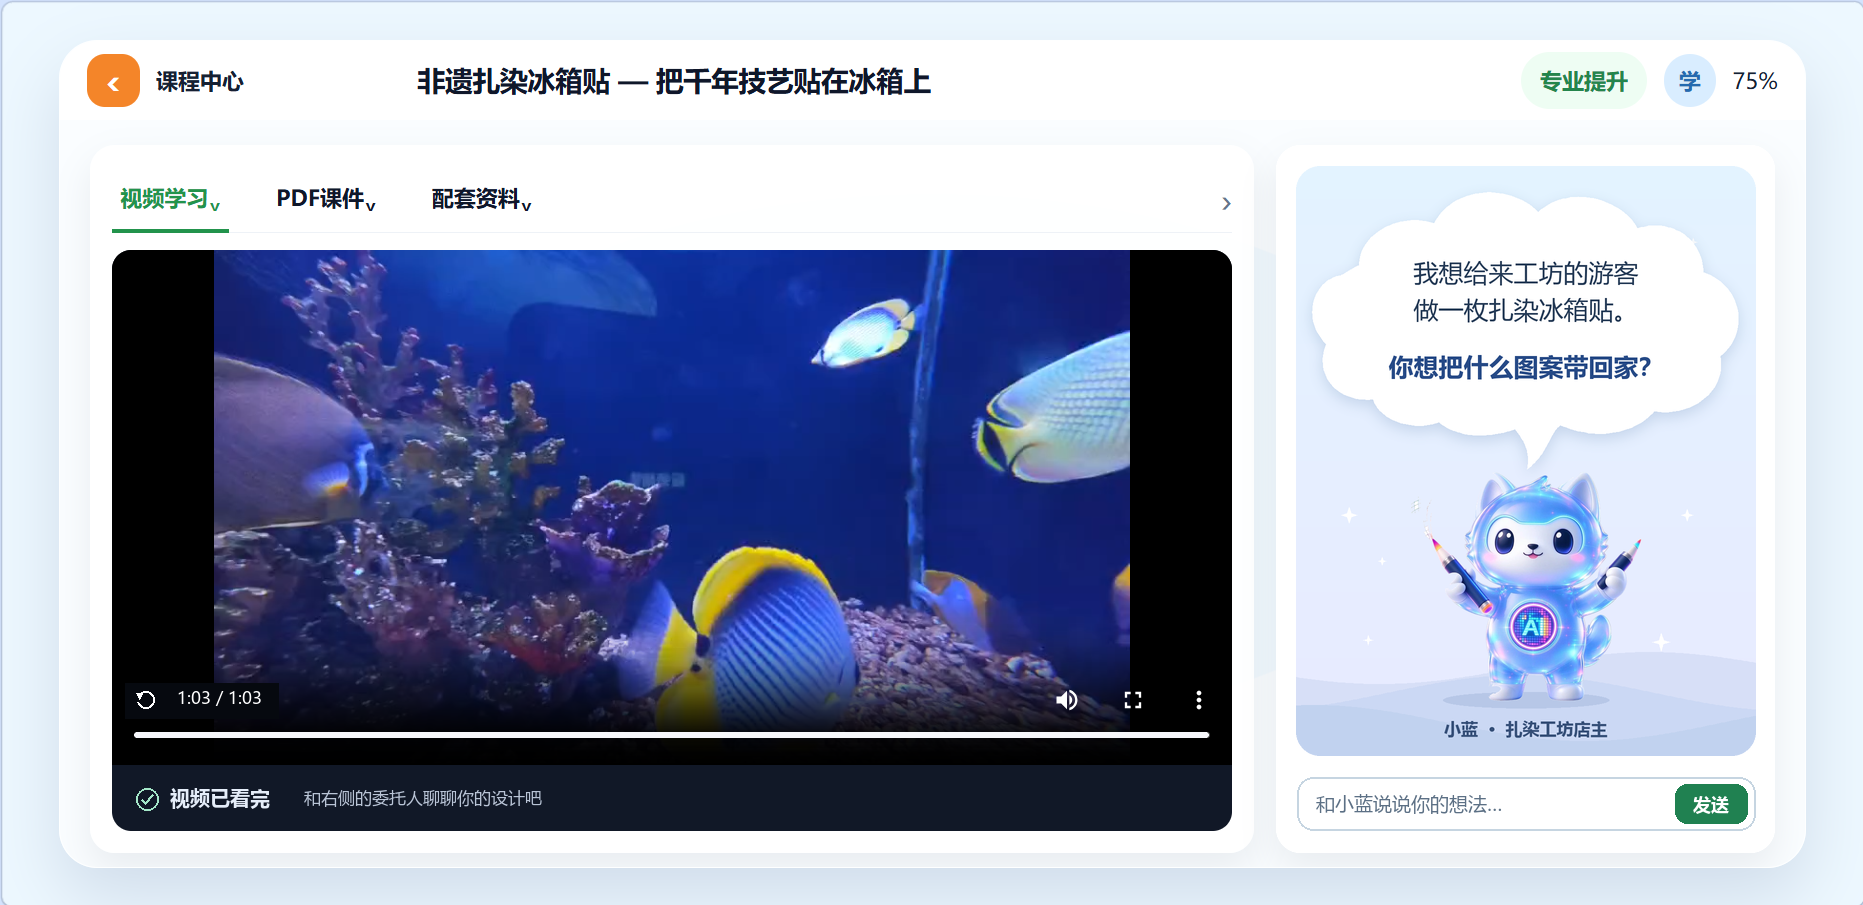 课程中心
非遗扎染冰箱贴 — 把千年技艺贴在冰箱上
专业提升
学
75%
视频学习
PDF课件
配套资料
1:03 / 1:03
视频已看完
和右侧的委托人聊聊你的设计吧
我想给来工坊的游客
做一枚扎染冰箱贴。
你想把什么图案带回家?
AI
小蓝 · 扎染工坊店主
和小蓝说说你的想法...
发送